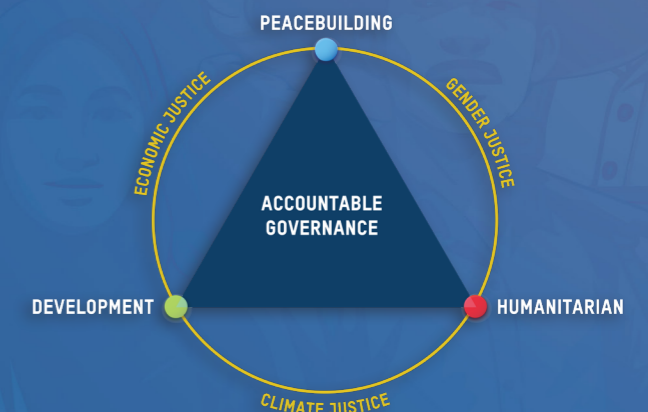 PEACEBUILDING
ECONOMIC JUSTICE
GENDER JUSTICE
ACCOUNTABLE
GOVERNANCE
DEVELOPMENT
HUMANITARIAN
CLIMATE JUSTICE